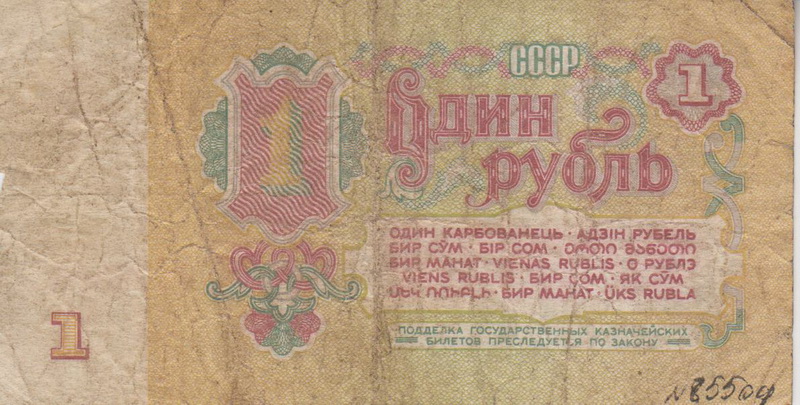 СССР
1
1
Один
рубль
ОДИН КАРБОВАНЕЦЬ · АДЗІН РУБЕЛЬ
БИР СЎМ · БІР СОМ · ᲔᲠᲗᲘ ᲛᲐᲜᲔᲗᲘ
БИР МАНАТ · VIENAS RUBLIS · О РУБЛЭ
VIENS RUBLIS · БИР СОМ · ЯК СӮМ
ՄԵԿ ՌՈՒԲԼԻ · БИР МАНАТ · ÜKS RUBLA
ПОДДЕЛКА ГОСУДАРСТВЕННЫХ КАЗНАЧЕЙСКИХ
БИЛЕТОВ ПРЕСЛЕДУЕТСЯ ПО ЗАКОНУ
1